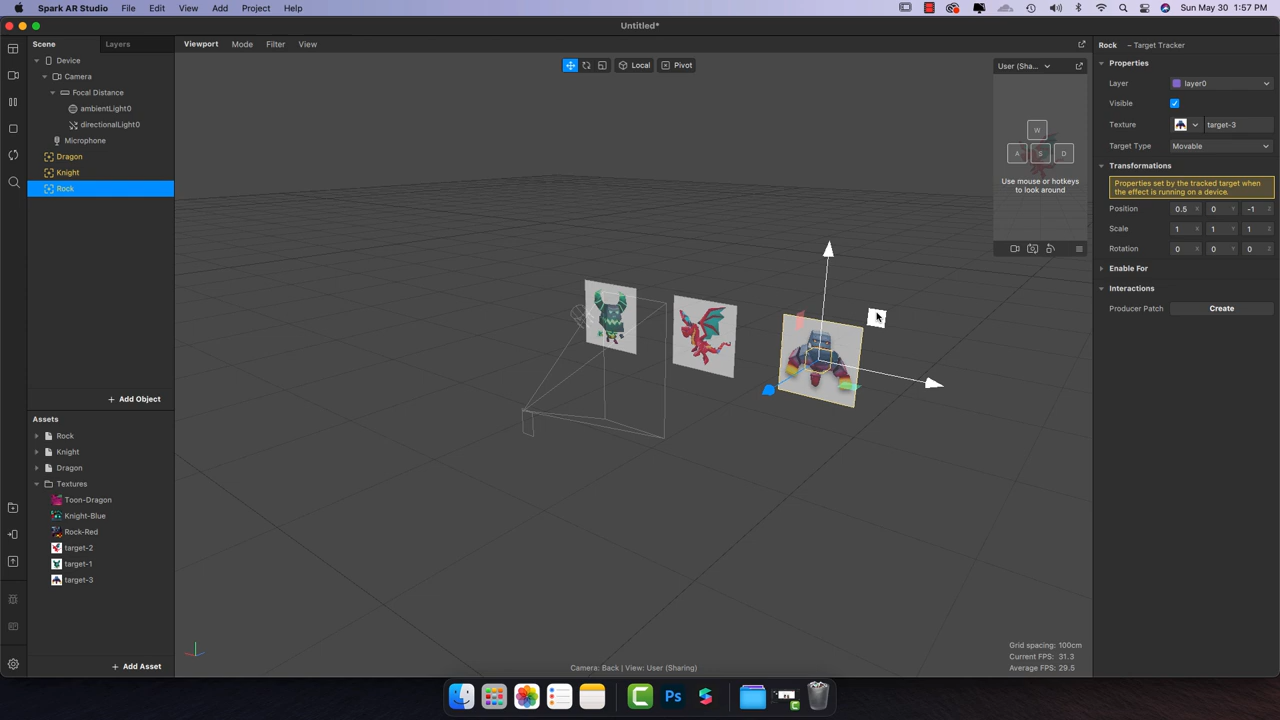 Spark AR Studio File Edit View Add Project Help
Sun May 30 1:57 PM
Untitled*
Scene Layers
Viewport Mode Filter View
Rock – Target Tracker
Device
Camera
Focal Distance
ambientLight0
directionalLight0
Microphone
Dragon
Knight
Rock
Add Object
Assets
Rock
Knight
Dragon
Textures
Toon-Dragon
Knight-Blue
Rock-Red
target-2
target-1
target-3
Add Asset
Local Pivot
User (Sha...
W
A S D
Use mouse or hotkeys
to look around
Grid spacing: 100cm
Current FPS: 31.3
Average FPS: 29.5
Camera: Back | View: User (Sharing)
Properties
Layer layer0
Visible
Texture target-3
Target Type Movable
Transformations
Properties set by the tracked target when
the effect is running on a device.
Position 0.5 X 0 Y -1 Z
Scale 1 X 1 Y 1 Z
Rotation 0 X 0 Y 0 Z
Enable For
Interactions
Producer Patch Create
Ps